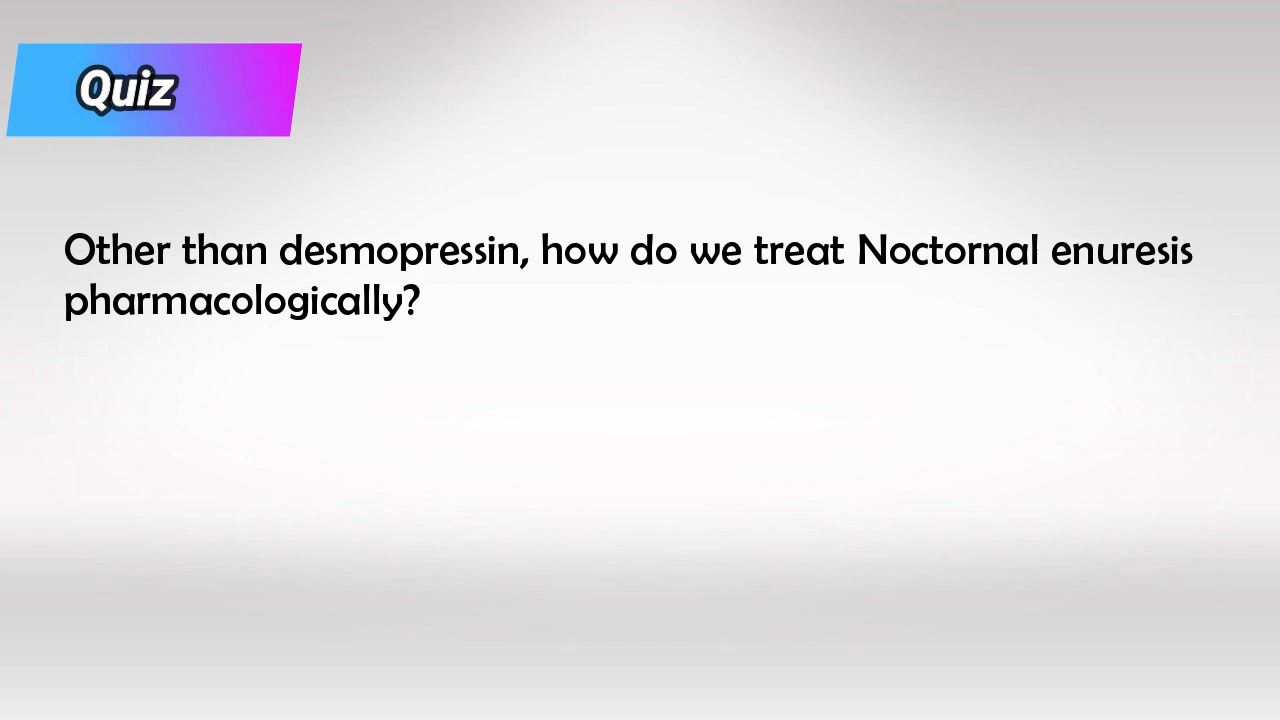 Quiz
Other than desmopressin, how do we treat Noctornal enuresis
pharmacologically?